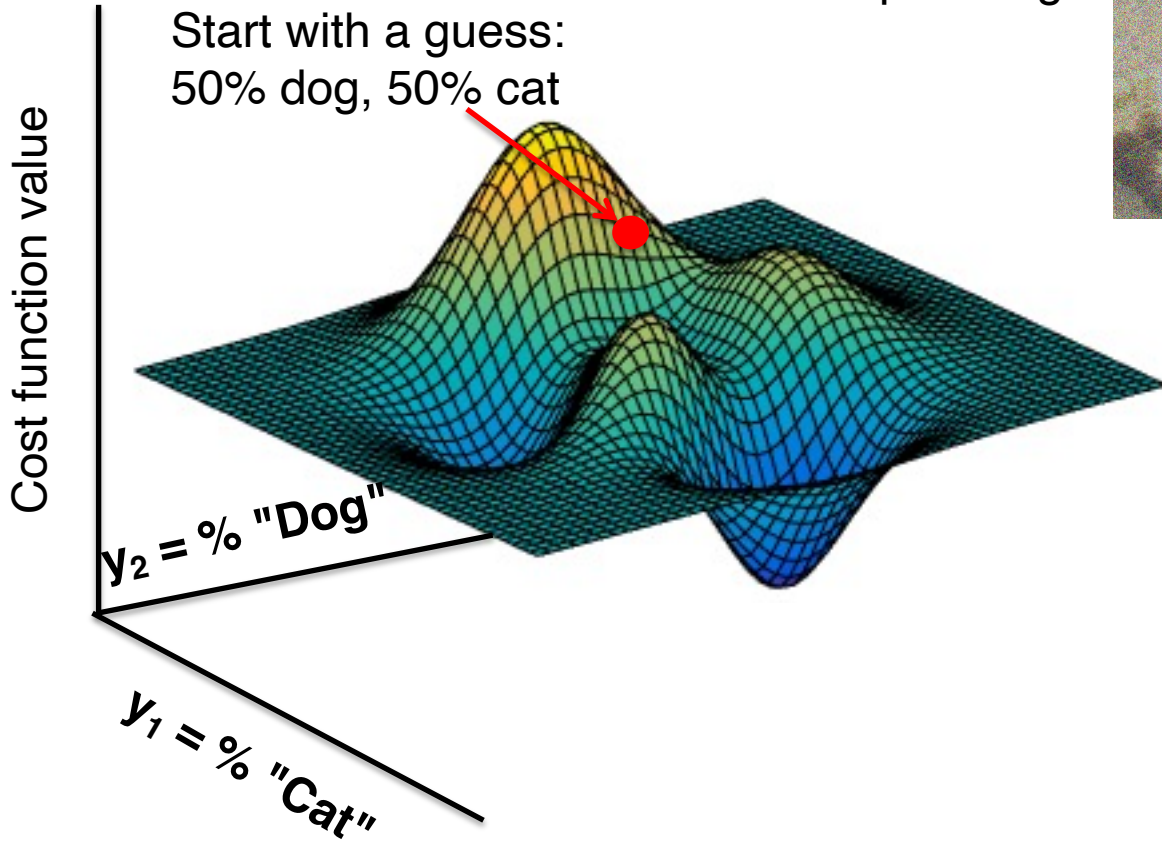 Start with a guess:
50% dog, 50% cat
Cost function value
y₂ = % "Dog"
y₁ = % "Cat"